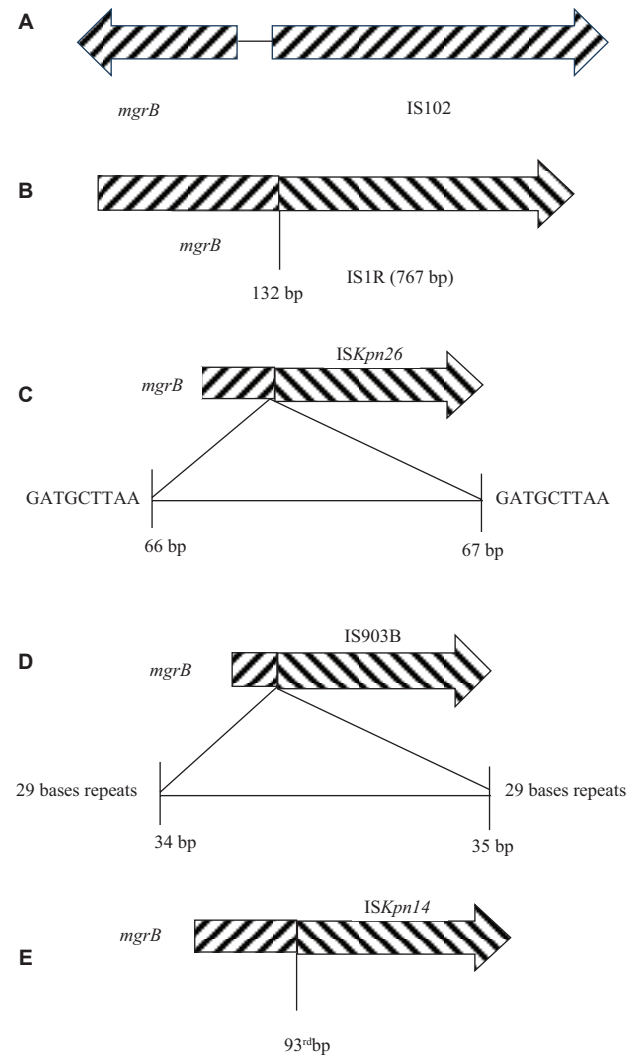 A
mgrB
IS102
B
mgrB
IS1R (767 bp)
132 bp
C
ISKpn26
mgrB
GATGCTTAA
GATGCTTAA
66 bp
67 bp
D
IS903B
mgrB
29 bases repeats
29 bases repeats
34 bp
35 bp
E
ISKpn14
mgrB
93rdbp